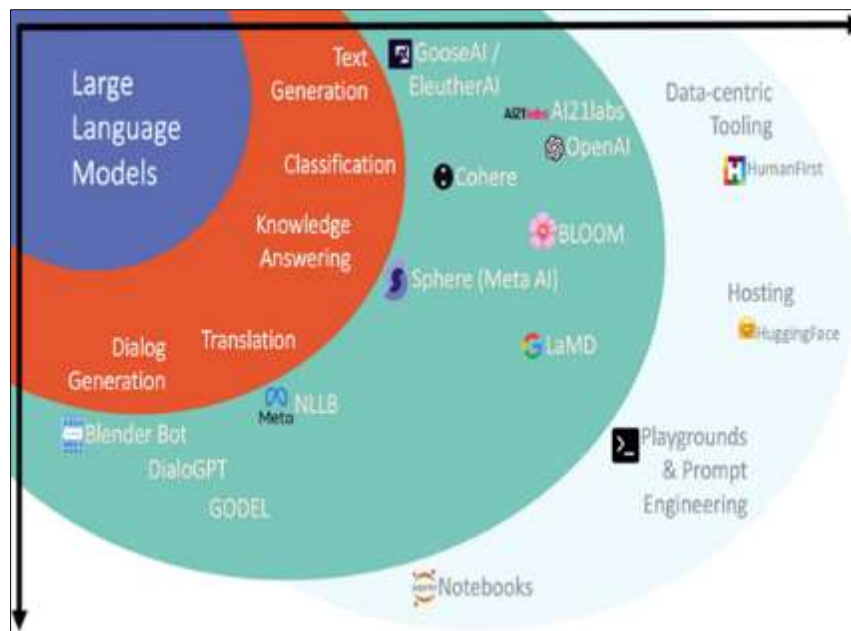 Large
Language
Models
Text
Generation
Classification
Knowledge
Answering
Translation
Dialog
Generation
GooseAI /
EleutherAI
AI21labs AI21labs
OpenAI
Cohere
BLOOM
Sphere (Meta AI)
LaMD
Meta NLLB
Blender Bot
DialoGPT
GODEL
Data-centric
Tooling
HumanFirst
Hosting
HuggingFace
Playgrounds
& Prompt
Engineering
Notebooks